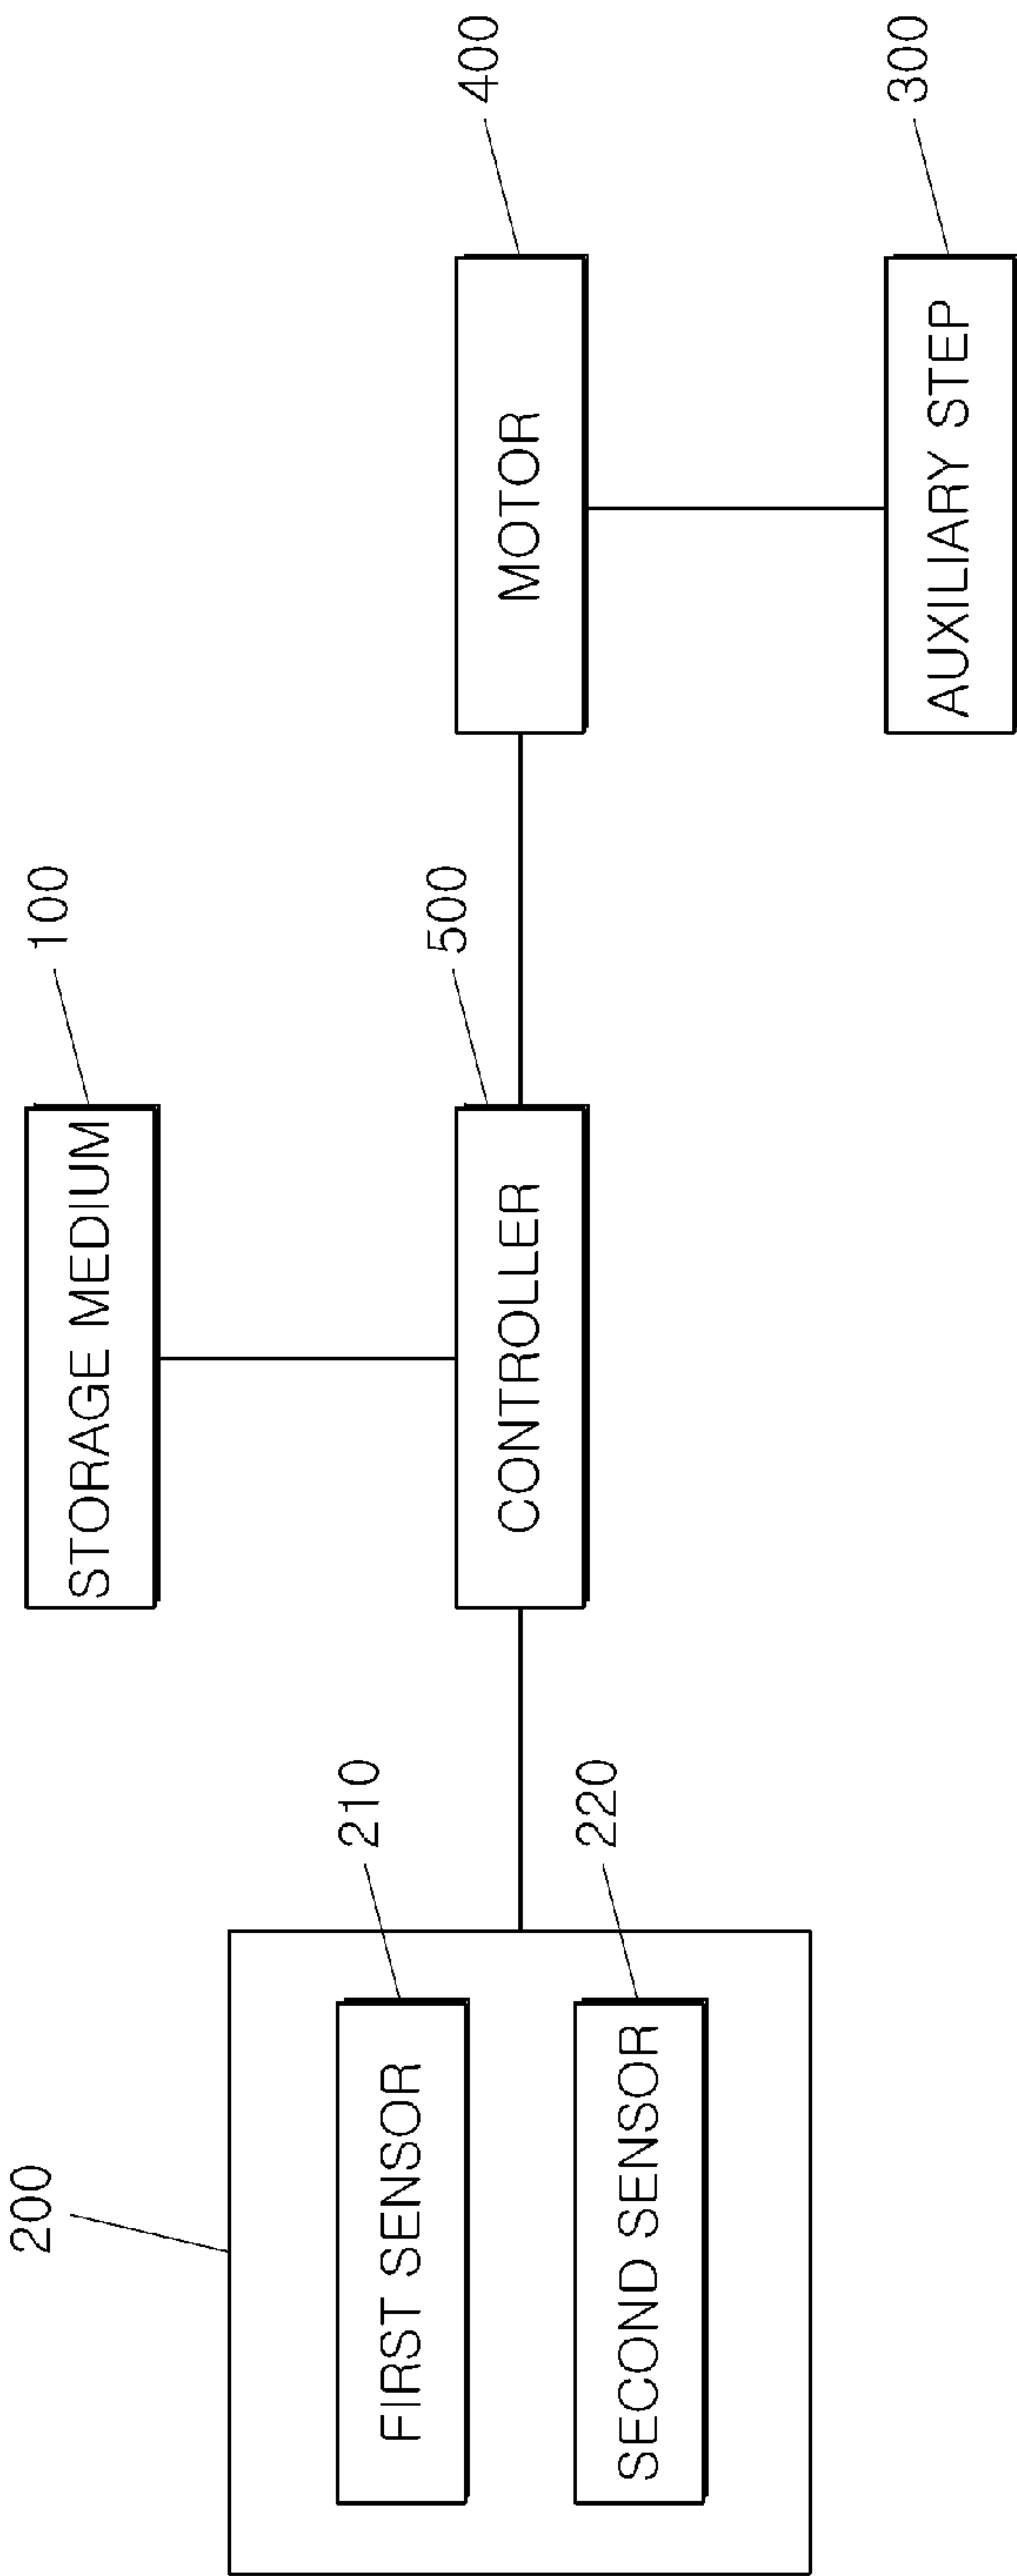 100
STORAGE MEDIUM
200
210
FIRST SENSOR
220
SECOND SENSOR
500
CONTROLLER
400
MOTOR
300
AUXILIARY STEP